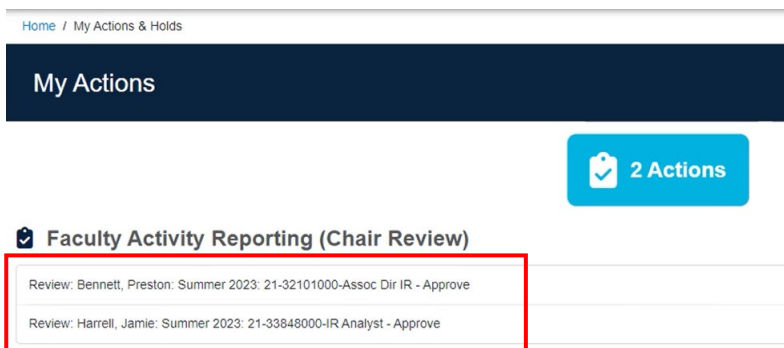 Home / My Actions & Holds
My Actions
2 Actions
Faculty Activity Reporting (Chair Review)
Review: Bennett, Preston: Summer 2023: 21-32101000-Assoc Dir IR - Approve
Review: Harrell, Jamie: Summer 2023: 21-33848000-IR Analyst - Approve